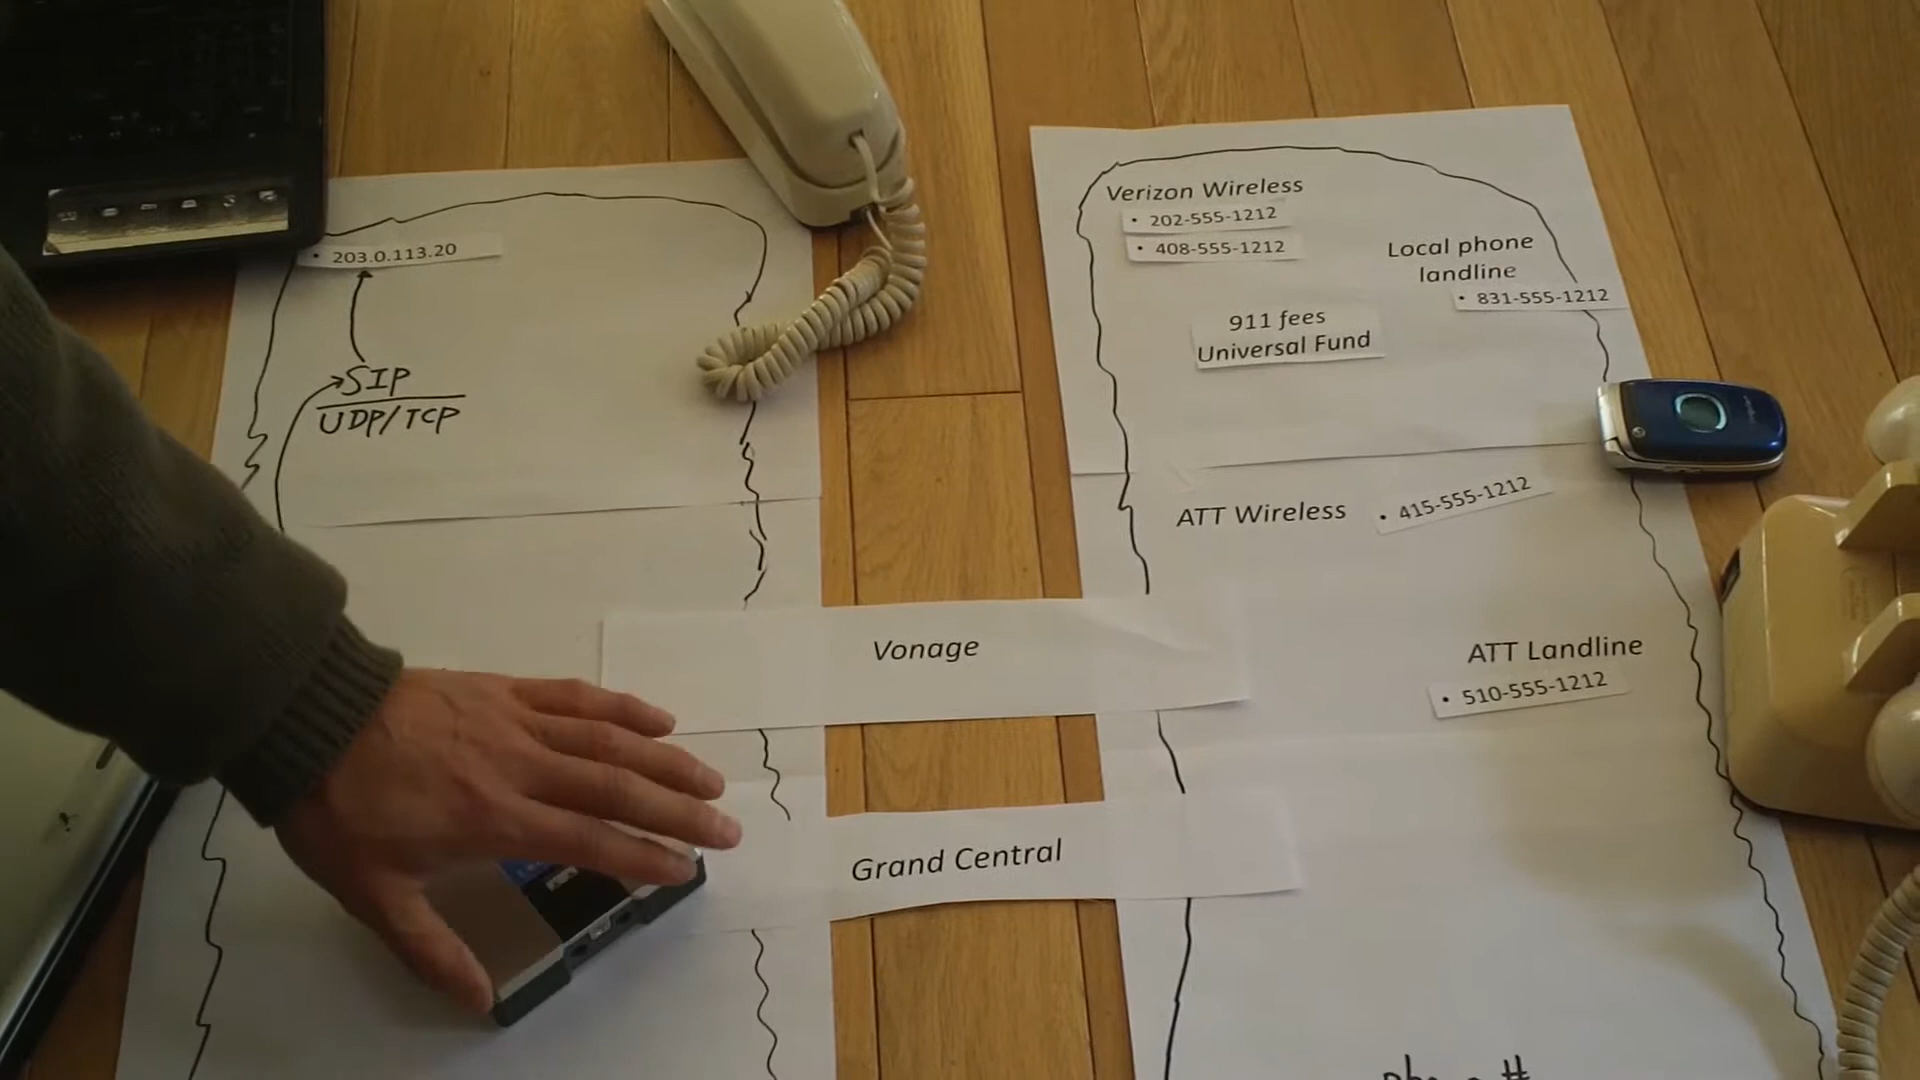 • 203.0.113.20
SIP
UDP/TCP
Verizon Wireless
• 202-555-1212
• 408-555-1212
Local phone
landline
• 831-555-1212
911 fees
Universal Fund
ATT Wireless
• 415-555-1212
Vonage
ATT Landline
• 510-555-1212
Grand Central
phone #